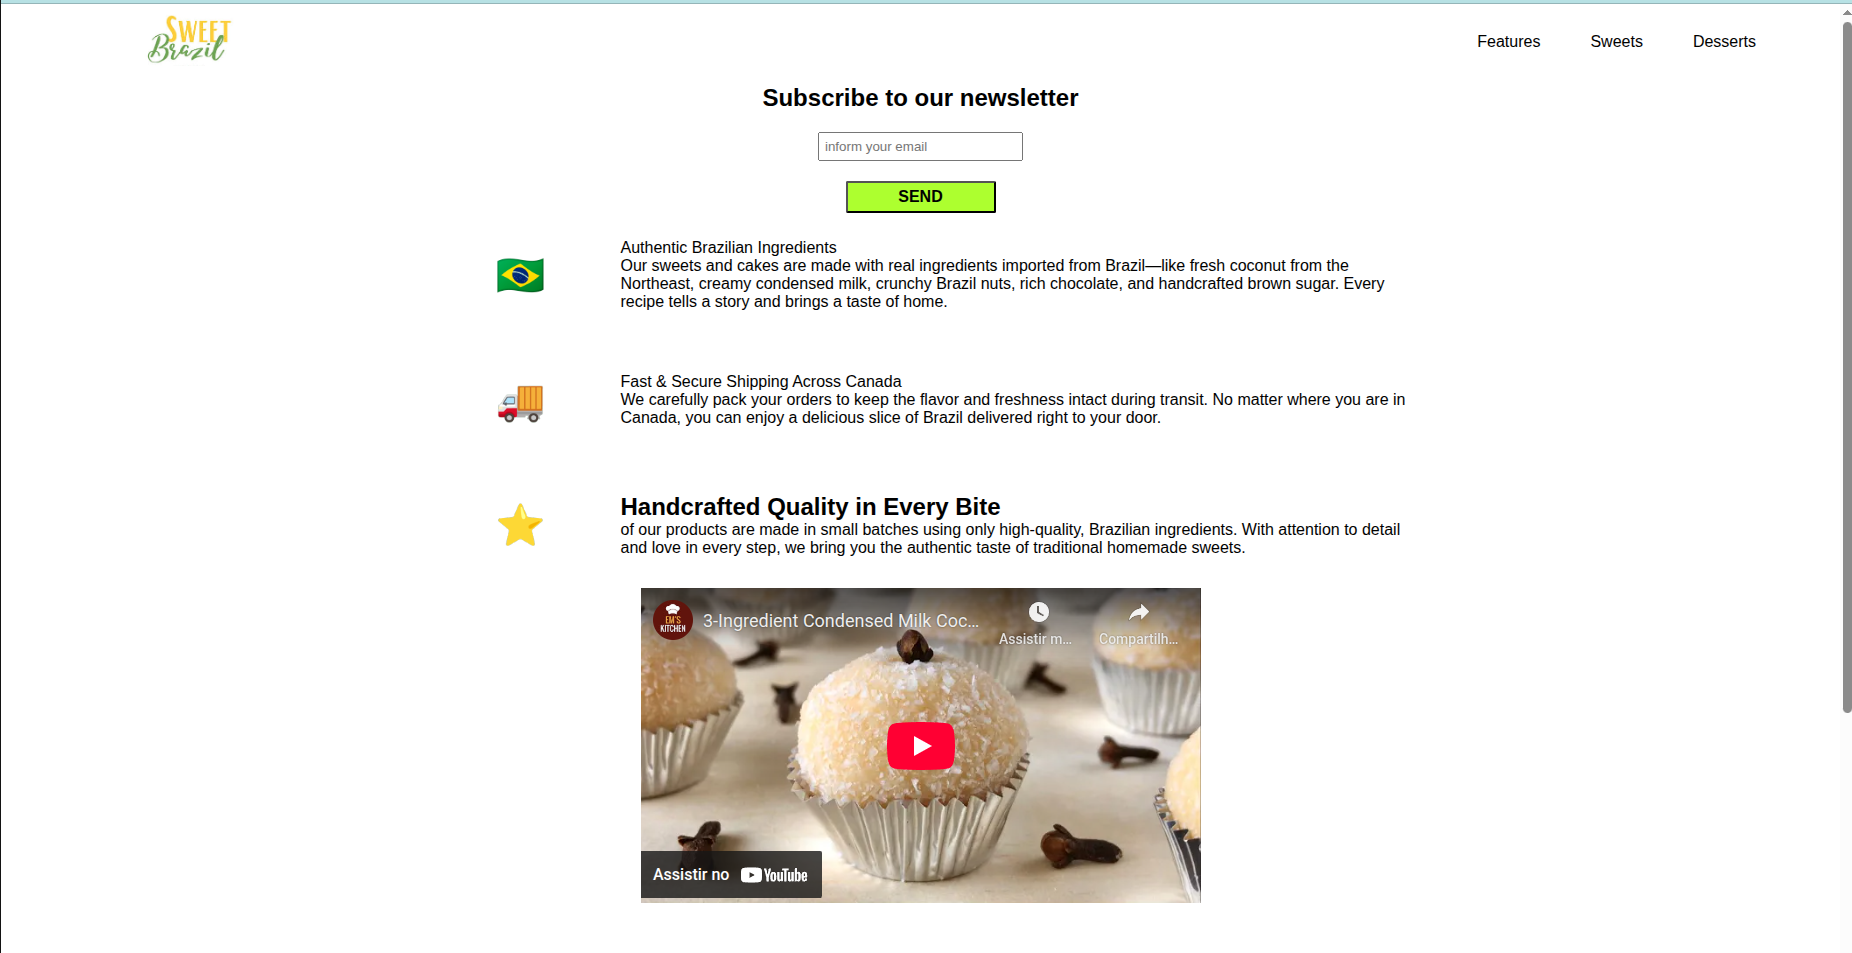 SWEET
Brazil
Features
Sweets
Desserts
Subscribe to our newsletter
inform your email
SEND
Authentic Brazilian Ingredients
Our sweets and cakes are made with real ingredients imported from Brazil—like fresh coconut from the
Northeast, creamy condensed milk, crunchy Brazil nuts, rich chocolate, and handcrafted brown sugar. Every
recipe tells a story and brings a taste of home.
Fast & Secure Shipping Across Canada
We carefully pack your orders to keep the flavor and freshness intact during transit. No matter where you are in
Canada, you can enjoy a delicious slice of Brazil delivered right to your door.
Handcrafted Quality in Every Bite
of our products are made in small batches using only high-quality, Brazilian ingredients. With attention to detail
and love in every step, we bring you the authentic taste of traditional homemade sweets.
EM'S
KITCHEN
3-Ingredient Condensed Milk Coc...
Assistir m...
Compartilh...
Assistir no YouTube